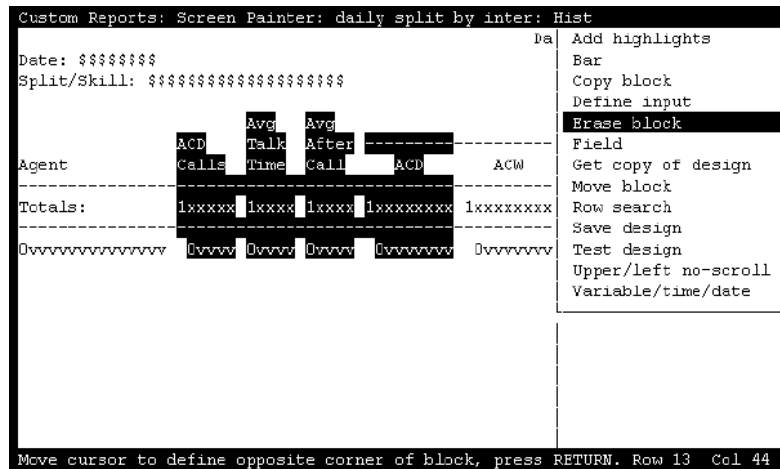 Custom Reports: Screen Painter: daily split by inter: Hist
Da Add highlights
Date: $$$$$$$$ Bar
Split/Skill: $$$$$$$$$$$$$$$$$$$$ Copy block
Define input
Avg Avg Erase block
ACD Talk After ------------------- Field
Agent Calls Time Call ACD ACW Get copy of design
------------------------------------------------------ Move block
Totals: 1xxxxx 1xxxx 1xxxx 1xxxxxxxx 1xxxxxxxx Row search
------------------------------------------------------ Save design
0vvvvvvvvvvvvvv 0vvvv 0vvvv 0vvvv 0vvvvvvv 0vvvvvvv Test design
Upper/left no-scroll
Variable/time/date
Move cursor to define opposite corner of block, press RETURN. Row 13 Col 44